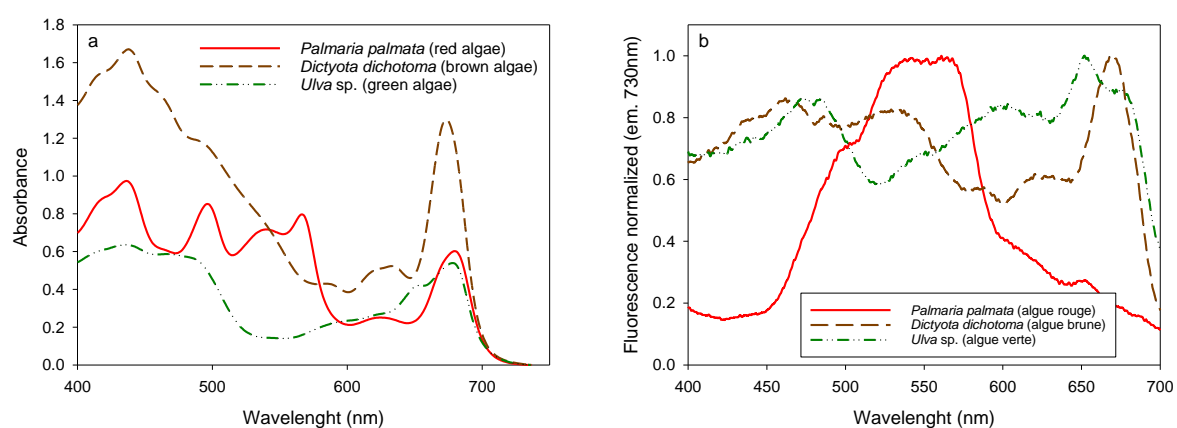 a
Palmaria palmata (red algae)
Dictyota dichotoma (brown algae)
Ulva sp. (green algae)
1.8
1.6
1.4
1.2
1.0
0.8
0.6
0.4
0.2
0.0
Absorbance
400 500 600 700
Wavelenght (nm)
b
1.0
0.8
0.6
0.4
0.2
Fluorescence normalized (em. 730nm)
Palmaria palmata (algue rouge)
Dictyota dichotoma (algue brune)
Ulva sp. (algue verte)
400 450 500 550 600 650 700
Wavelenght (nm)